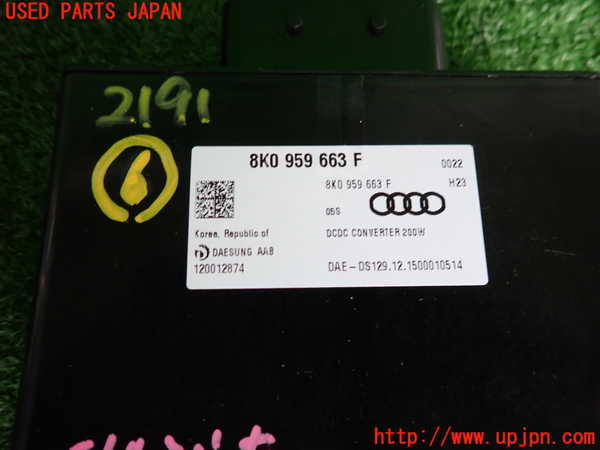 USED PARTS JAPAN
2191
6
8K0 959 663 F
0022
8K0 959 663 F
H23
05S
Korea, Republic of
DCDC CONVERTER 200W
DAESUNG AAB
120012874
DAE-DS129.12.1500010514
http://www.upjpn.com